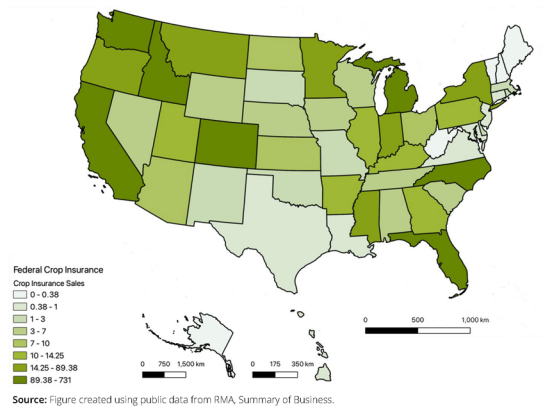 Federal Crop Insurance
Crop Insurance Sales
0 - 0.38
0.38 - 1
1 - 3
3 - 7
7 - 10
10 - 14.25
14.25 - 89.38
89.38 - 731
0 500 1,000 km
0 750 1,500 km
0 175 350 km
Source: Figure created using public data from RMA, Summary of Business.